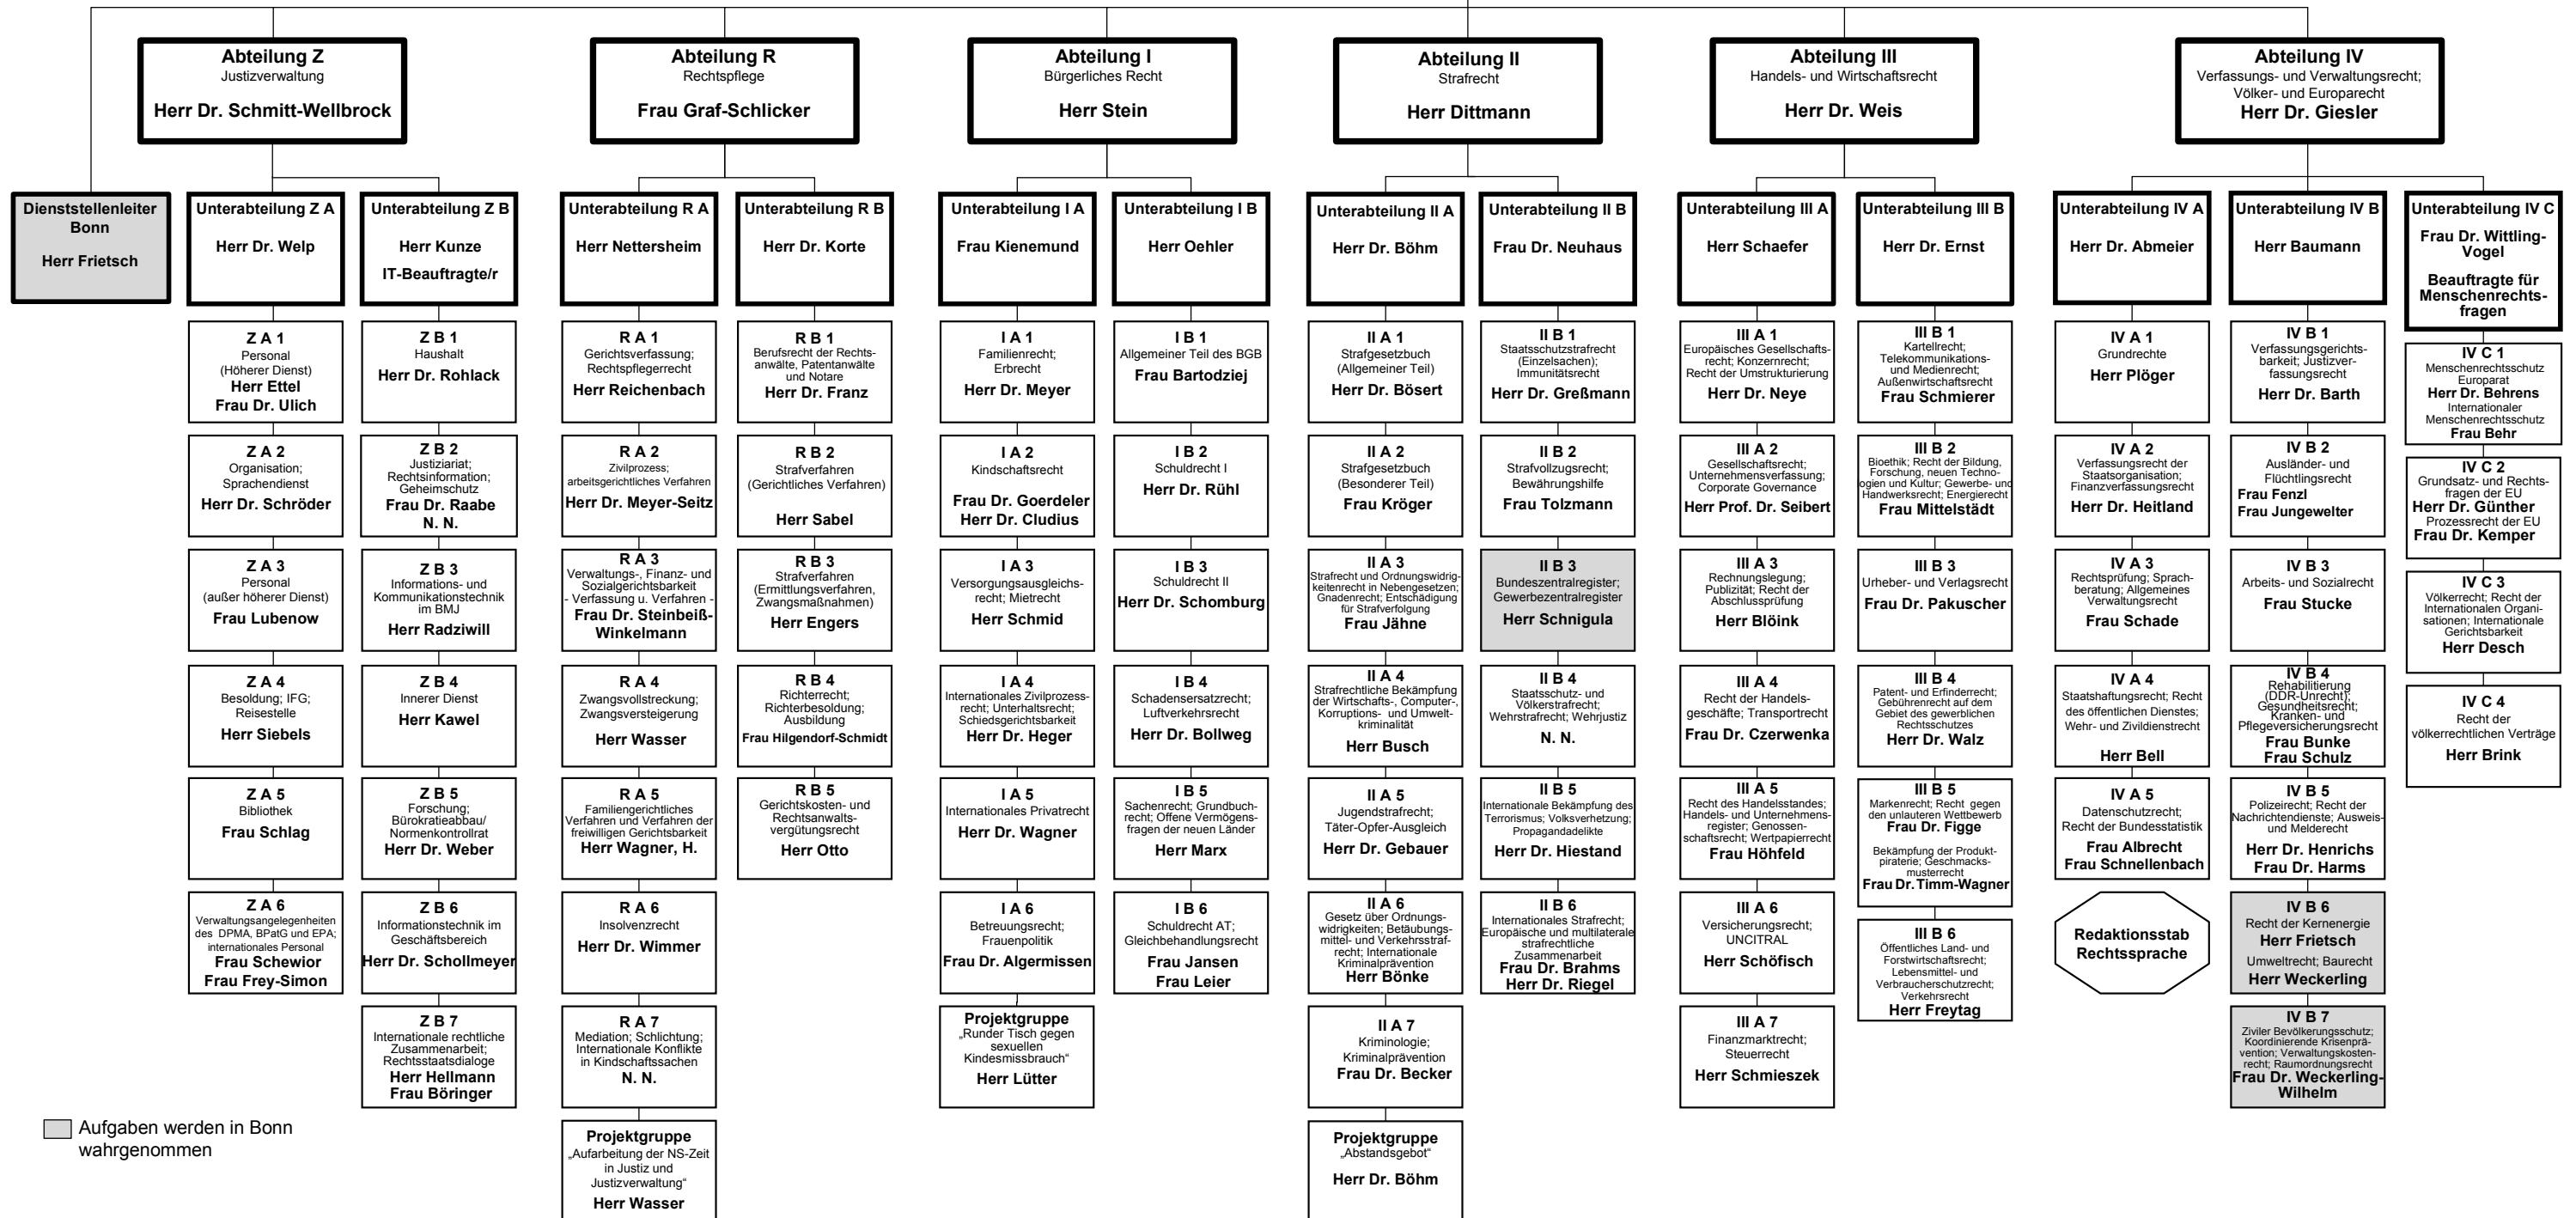 Abteilung Z
Justizverwaltung
Herr Dr. Schmitt-Wellbrock
Abteilung R
Rechtspflege
Frau Graf-Schlicker
Abteilung I
Bürgerliches Recht
Herr Stein
Abteilung II
Strafrecht
Herr Dittmann
Abteilung III
Handels- und Wirtschaftsrecht
Herr Dr. Weis
Abteilung IV
Verfassungs- und Verwaltungsrecht;
Völker- und Europarecht
Herr Dr. Giesler
Dienststellenleiter
Bonn
Herr Frietsch
Unterabteilung Z A
Herr Dr. Welp
Z A 1
Personal
(Höherer Dienst)
Herr Ettel
Frau Dr. Ulich
Z A 2
Organisation;
Sprachendienst
Herr Dr. Schröder
Z A 3
Personal
(außer höherer Dienst)
Frau Lubenow
Z A 4
Besoldung; IFG;
Reisestelle
Herr Siebels
Z A 5
Bibliothek
Frau Schlag
Z A 6
Verwaltungsangelegenheiten
des DPMA, BPatG und EPA;
internationales Personal
Frau Schewior
Frau Frey-Simon
Unterabteilung Z B
Herr Kunze
IT-Beauftragte/r
Z B 1
Haushalt
Herr Dr. Rohlack
Z B 2
Justiziariat;
Rechtsinformation;
Geheimschutz
Frau Dr. Raabe
N. N.
Z B 3
Informations- und
Kommunikationstechnik
im BMJ
Herr Radziwill
Z B 4
Innerer Dienst
Herr Kawel
Z B 5
Forschung;
Bürokratieabbau/
Normenkontrollrat
Herr Dr. Weber
Z B 6
Informationstechnik im
Geschäftsbereich
Herr Dr. Schollmeyer
Z B 7
Internationale rechtliche
Zusammenarbeit;
Rechtsstaatsdialoge
Herr Hellmann
Frau Böringer
Unterabteilung R A
Herr Nettersheim
R A 1
Gerichtsverfassung;
Rechtspflegerrecht
Herr Reichenbach
R A 2
Zivilprozess;
arbeitsgerichtliches Verfahren
Herr Dr. Meyer-Seitz
R A 3
Verwaltungs-, Finanz- und
Sozialgerichtsbarkeit
- Verfassung u. Verfahren -
Frau Dr. Steinbeiß-
Winkelmann
R A 4
Zwangsvollstreckung;
Zwangsversteigerung
Herr Wasser
R A 5
Familiengerichtliches
Verfahren und Verfahren der
freiwilligen Gerichtsbarkeit
Herr Wagner, H.
R A 6
Insolvenzrecht
Herr Dr. Wimmer
R A 7
Mediation; Schlichtung;
Internationale Konflikte
in Kindschaftssachen
N. N.
Projektgruppe
„Aufarbeitung der NS-Zeit
in Justiz und
Justizverwaltung“
Herr Wasser
Unterabteilung R B
Herr Dr. Korte
R B 1
Berufsrecht der Rechts-
anwälte, Patentanwälte
und Notare
Herr Dr. Franz
R B 2
Strafverfahren
(Gerichtliches Verfahren)
Herr Sabel
R B 3
Strafverfahren
(Ermittlungsverfahren,
Zwangsmaßnahmen)
Herr Engers
R B 4
Richterrecht;
Richterbesoldung;
Ausbildung
Frau Hilgendorf-Schmidt
R B 5
Gerichtskosten- und
Rechtsanwalts-
vergütungsrecht
Herr Otto
Unterabteilung I A
Frau Kienemund
I A 1
Familienrecht;
Erbrecht
Herr Dr. Meyer
I A 2
Kindschaftsrecht
Frau Dr. Goerdeler
Herr Dr. Cludius
I A 3
Versorgungsausgleichs-
recht; Mietrecht
Herr Schmid
I A 4
Internationales Zivilprozess-
recht; Unterhaltsrecht;
Schiedsgerichtsbarkeit
Herr Dr. Heger
I A 5
Internationales Privatrecht
Herr Dr. Wagner
I A 6
Betreuungsrecht;
Frauenpolitik
Frau Dr. Algermissen
Projektgruppe
„Runder Tisch gegen
sexuellen
Kindesmissbrauch“
Herr Lütter
Unterabteilung I B
Herr Oehler
I B 1
Allgemeiner Teil des BGB
Frau Bartodziej
I B 2
Schuldrecht I
Herr Dr. Rühl
I B 3
Schuldrecht II
Herr Dr. Schomburg
I B 4
Schadensersatzrecht;
Luftverkehrsrecht
Herr Dr. Bollweg
I B 5
Sachenrecht; Grundbuch-
recht; Offene Vermögens-
fragen der neuen Länder
Herr Marx
I B 6
Schuldrecht AT;
Gleichbehandlungsrecht
Frau Jansen
Frau Leier
Unterabteilung II A
Herr Dr. Böhm
II A 1
Strafgesetzbuch
(Allgemeiner Teil)
Herr Dr. Bösert
II A 2
Strafgesetzbuch
(Besonderer Teil)
Frau Kröger
II A 3
Strafrecht und Ordnungswidrig-
keitenrecht in Nebengesetzen;
Gnadenrecht; Entschädigung
für Strafverfolgung
Frau Jähne
II A 4
Strafrechtliche Bekämpfung
der Wirtschafts-, Computer-,
Korruptions- und Umwelt-
kriminalität
Herr Busch
II A 5
Jugendstrafrecht;
Täter-Opfer-Ausgleich
Herr Dr. Gebauer
II A 6
Gesetz über Ordnungs-
widrigkeiten; Betäubungs-
mittel- und Verkehrsstraf-
recht; Internationale
Kriminalprävention
Herr Bönke
II A 7
Kriminologie;
Kriminalprävention
Frau Dr. Becker
Projektgruppe
„Abstandsgebot“
Herr Dr. Böhm
Unterabteilung II B
Frau Dr. Neuhaus
II B 1
Staatsschutzstrafrecht
(Einzelsachen);
Immunitätsrecht
Herr Dr. Greßmann
II B 2
Strafvollzugsrecht;
Bewährungshilfe
Frau Tolzmann
II B 3
Bundeszentralregister;
Gewerbezentralregister
Herr Schnigula
II B 4
Staatsschutz- und
Völkerstrafrecht;
Wehrstrafrecht; Wehrjustiz
N. N.
II B 5
Internationale Bekämpfung des
Terrorismus; Volksverhetzung;
Propagandadelikte
Herr Dr. Hiestand
II B 6
Internationales Strafrecht;
Europäische und multilaterale
strafrechtliche
Zusammenarbeit
Frau Dr. Brahms
Herr Dr. Riegel
Unterabteilung III A
Herr Schaefer
III A 1
Europäisches Gesellschafts-
recht; Konzernrecht;
Recht der Umstrukturierung
Herr Dr. Neye
III A 2
Gesellschaftsrecht;
Unternehmensverfassung;
Corporate Governance
Herr Prof. Dr. Seibert
III A 3
Rechnungslegung;
Publizität; Recht der
Abschlussprüfung
Herr Blöink
III A 4
Recht der Handels-
geschäfte; Transportrecht
Frau Dr. Czerwenka
III A 5
Recht des Handelsstandes;
Handels- und Unternehmens-
register; Genossen-
schaftsrecht; Wertpapierrecht
Frau Höhfeld
III A 6
Versicherungsrecht;
UNCITRAL
Herr Schöfisch
III A 7
Finanzmarktrecht;
Steuerrecht
Herr Schmieszek
Unterabteilung III B
Herr Dr. Ernst
III B 1
Kartellrecht;
Telekommunikations-
und Medienrecht;
Außenwirtschaftsrecht
Frau Schmierer
III B 2
Bioethik; Recht der Bildung,
Forschung, neuen Techno-
ogien und Kultur; Gewerbe- und
Handwerksrecht; Energierecht
Frau Mittelstädt
III B 3
Urheber- und Verlagsrecht
Frau Dr. Pakuscher
III B 4
Patent- und Erfinderrecht;
Gebührenrecht auf dem
Gebiet des gewerblichen
Rechtsschutzes
Herr Dr. Walz
III B 5
Markenrecht; Recht gegen
den unlauteren Wettbewerb
Frau Dr. Figge
Bekämpfung der Produkt-
piraterie; Geschmacks-
musterrecht
Frau Dr. Timm-Wagner
III B 6
Öffentliches Land- und
Forstwirtschaftsrecht;
Lebensmittel- und
Verbraucherschutzrecht;
Verkehrsrecht
Herr Freytag
Unterabteilung IV A
Herr Dr. Abmeier
IV A 1
Grundrechte
Herr Plöger
IV A 2
Verfassungsrecht der
Staatsorganisation;
Finanzverfassungsrecht
Herr Dr. Heitland
IV A 3
Rechtsprüfung; Sprach-
beratung; Allgemeines
Verwaltungsrecht
Frau Schade
IV A 4
Staatshaftungsrecht; Recht
des öffentlichen Dienstes;
Wehr- und Zivildienstrecht
Herr Bell
IV A 5
Datenschutzrecht;
Recht der Bundesstatistik
Frau Albrecht
Frau Schnellenbach
Redaktionsstab
Rechtssprache
Unterabteilung IV B
Herr Baumann
IV B 1
Verfassungsgerichts-
barkeit; Justizver-
fassungsrecht
Herr Dr. Barth
IV B 2
Ausländer- und
Flüchtlingsrecht
Frau Fenzl
Frau Jungewelter
IV B 3
Arbeits- und Sozialrecht
Frau Stucke
IV B 4
Rehabilitierung
(DDR-Unrecht);
Gesundheitsrecht;
Kranken- und
Pflegeversicherungsrecht
Frau Bunke
Frau Schulz
IV B 5
Polizeirecht; Recht der
Nachrichtendienste; Ausweis-
und Melderecht
Herr Dr. Henrichs
Frau Dr. Harms
IV B 6
Recht der Kernenergie
Herr Frietsch
Umweltrecht; Baurecht
Herr Weckerling
IV B 7
Ziviler Bevölkerungsschutz;
Koordinierende Krisenprä-
vention; Verwaltungskosten-
recht; Raumordnungsrecht
Frau Dr. Weckerling-
Wilhelm
Unterabteilung IV C
Frau Dr. Wittling-
Vogel
Beauftragte für
Menschenrechts-
fragen
IV C 1
Menschenrechtsschutz
Europarat
Herr Dr. Behrens
Internationaler
Menschenrechtsschutz
Frau Behr
IV C 2
Grundsatz- und Rechts-
fragen der EU
Herr Dr. Günther
Prozessrecht der EU
Frau Dr. Kemper
IV C 3
Völkerrecht; Recht der
Internationalen Organi-
sationen; Internationale
Gerichtsbarkeit
Herr Desch
IV C 4
Recht der
völkerrechtlichen Verträge
Herr Brink
Aufgaben werden in Bonn
wahrgenommen